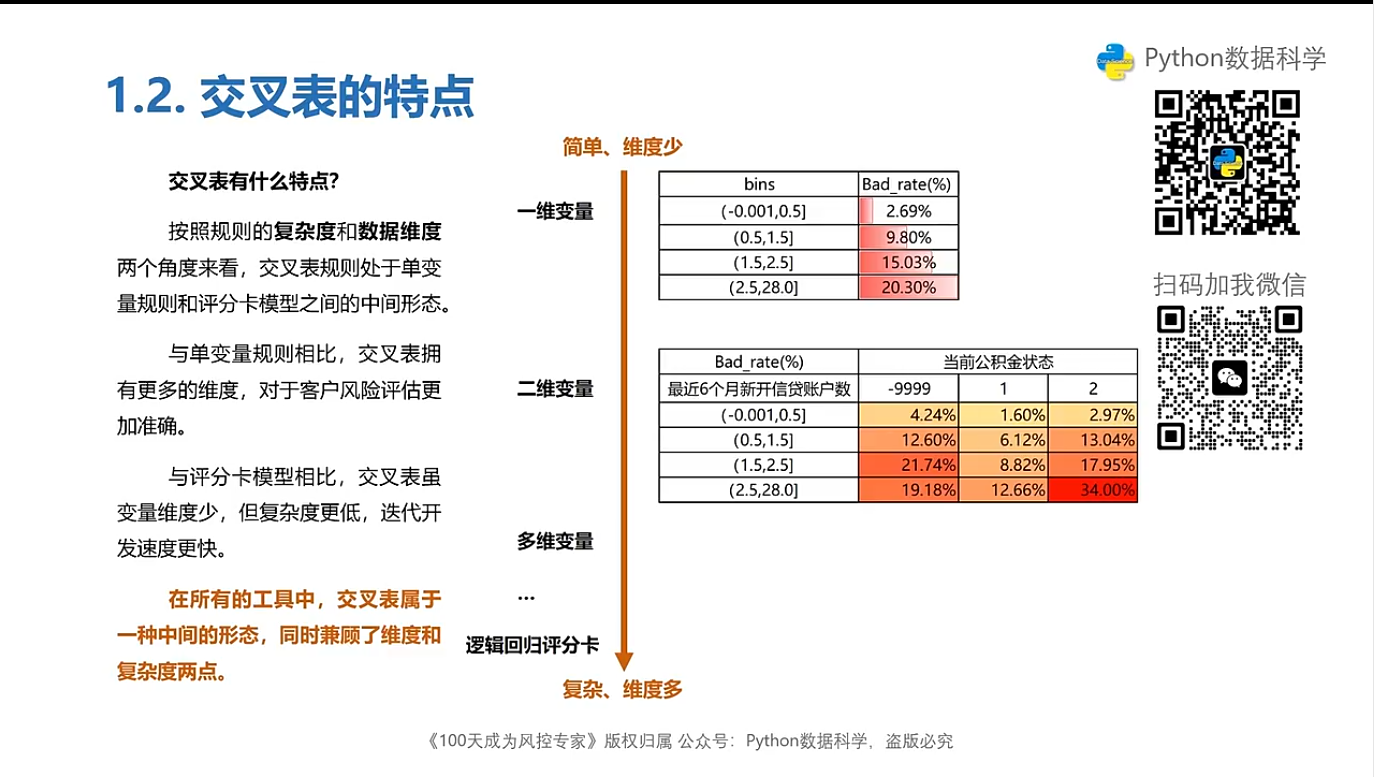 Python数据科学
1.2. 交叉表的特点
交叉表有什么特点？
按照规则的复杂度和数据维度
两个角度来看，交叉表规则处于单变
量规则和评分卡模型之间的中间形态。
与单变量规则相比，交叉表拥
有更多的维度，对于客户风险评估更
加准确。
与评分卡模型相比，交叉表虽
变量维度少，但复杂度更低，迭代开
发速度更快。
在所有的工具中，交叉表属于
一种中间的形态，同时兼顾了维度和
复杂度两点。
简单、维度少
一维变量
二维变量
多维变量
...
逻辑回归评分卡
复杂、维度多
bins Bad_rate(%)
(-0.001,0.5] 2.69%
(0.5,1.5] 9.80%
(1.5,2.5] 15.03%
(2.5,28.0] 20.30%
Bad_rate(%) 当前公积金状态
最近6个月新开信贷账户数 -9999 1 2
(-0.001,0.5] 4.24% 1.60% 2.97%
(0.5,1.5] 12.60% 6.12% 13.04%
(1.5,2.5] 21.74% 8.82% 17.95%
(2.5,28.0] 19.18% 12.66% 34.00%
扫码加我微信
《100天成为风控专家》版权归属 公众号：Python数据科学，盗版必究